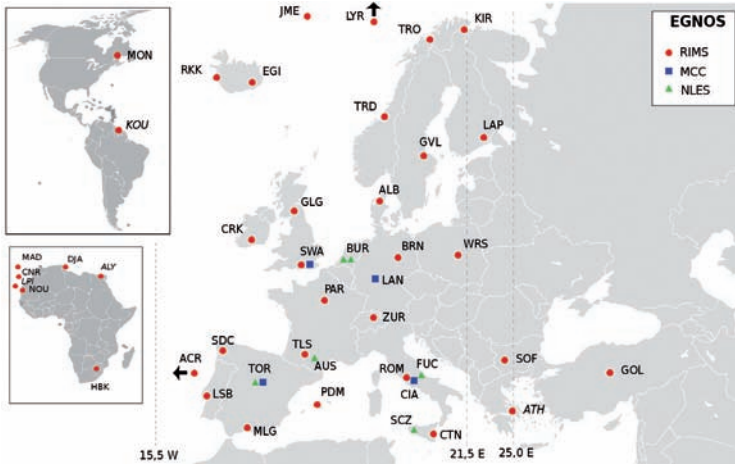 JME
LYR
TRO
KIR
EGNOS
RIMS
MCC
NLES
MON
RKK
EGI
KOU
TRD
LAP
GVL
ALB
GLG
CRK
SWA
BUR
BRN
WRS
LAN
MAD
DJA
ALY
CNR
LPI
NOU
PAR
ZUR
SDC
TLS
ACR
TOR
AUS
ROM
FUC
SOF
GOL
HBK
LSB
PDM
CIA
ATH
SCZ
MLG
CTN
15,5 W
21,5 E
25,0 E